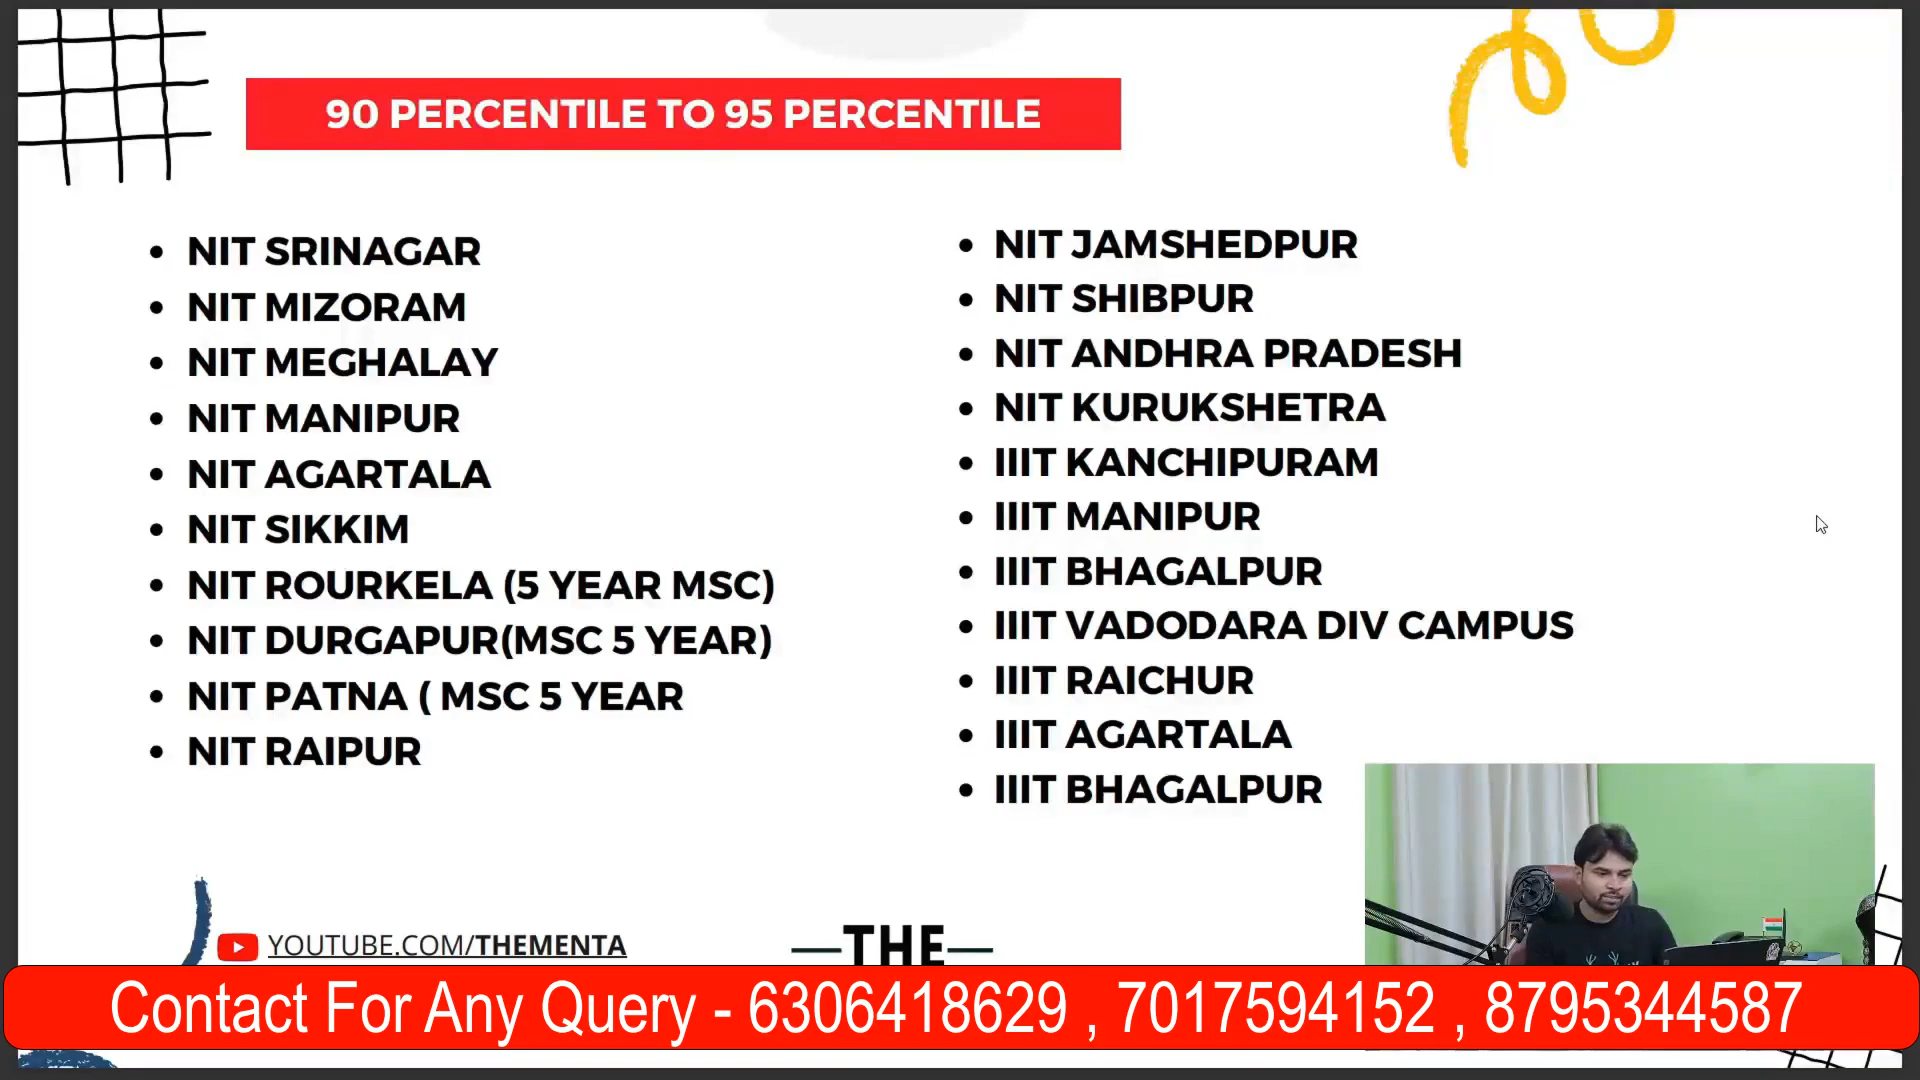 90 PERCENTILE TO 95 PERCENTILE
• NIT SRINAGAR
• NIT MIZORAM
• NIT MEGHALAY
• NIT MANIPUR
• NIT AGARTALA
• NIT SIKKIM
• NIT ROURKELA (5 YEAR MSC)
• NIT DURGAPUR(MSC 5 YEAR)
• NIT PATNA ( MSC 5 YEAR
• NIT RAIPUR
• NIT JAMSHEDPUR
• NIT SHIBPUR
• NIT ANDHRA PRADESH
• NIT KURUKSHETRA
• IIIT KANCHIPURAM
• IIIT MANIPUR
• IIIT BHAGALPUR
• IIIT VADODARA DIV CAMPUS
• IIIT RAICHUR
• IIIT AGARTALA
• IIIT BHAGALPUR
YOUTUBE.COM/THEMENTA
THE
Contact For Any Query - 6306418629 , 7017594152 , 8795344587